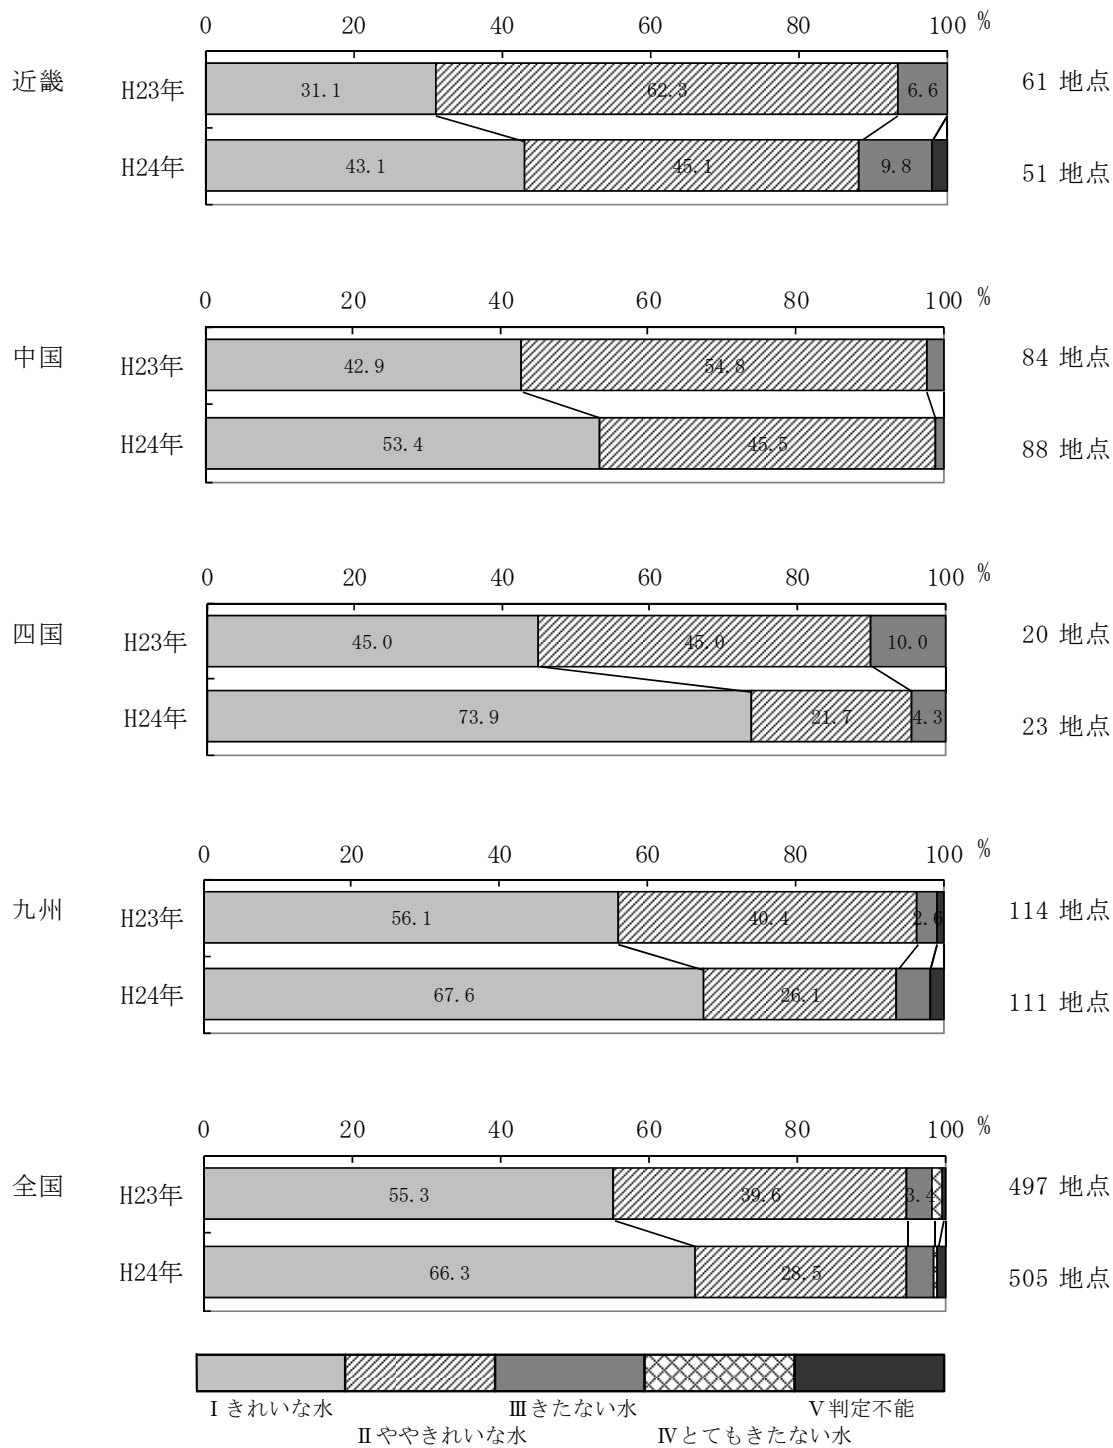 0 20 40 60 80 100 %
近畿 H23年 31.1 62.3 6.6 61 地点
H24年 43.1 45.1 9.8 51 地点
0 20 40 60 80 100 %
中国 H23年 42.9 54.8 84 地点
H24年 53.4 45.5 88 地点
0 20 40 60 80 100 %
四国 H23年 45.0 45.0 10.0 20 地点
H24年 73.9 21.7 4.3 23 地点
0 20 40 60 80 100 %
九州 H23年 56.1 40.4 2.6 114 地点
H24年 67.6 26.1 111 地点
0 20 40 60 80 100 %
全国 H23年 55.3 39.6 3.4 497 地点
H24年 66.3 28.5 505 地点
Ⅰきれいな水 Ⅲきたない水 Ⅴ判定不能
Ⅱややきれいな水 Ⅳとてもきたない水